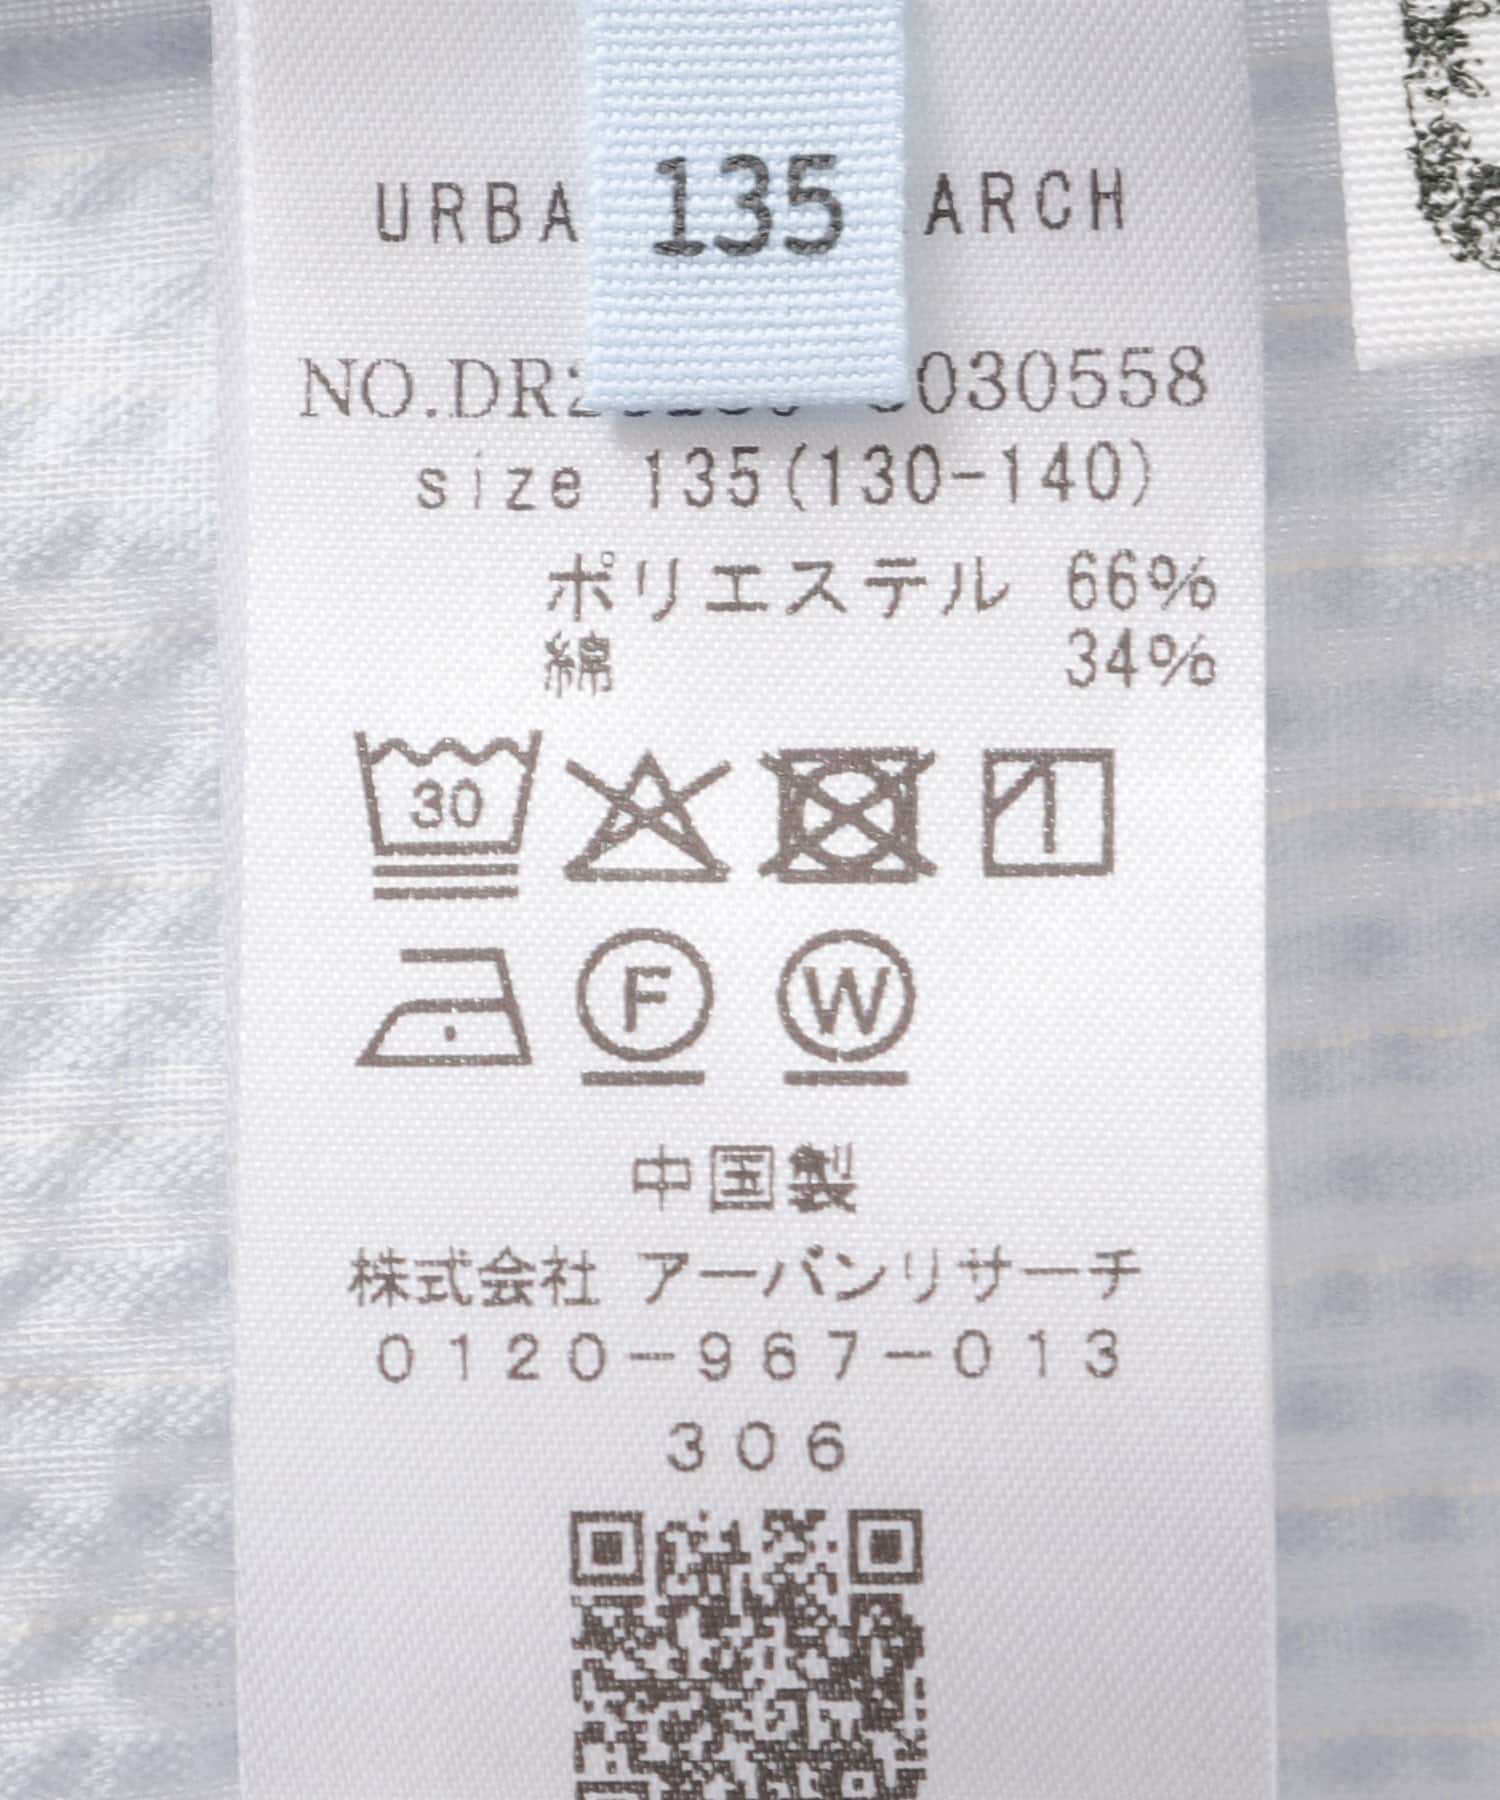 135
URBA ARCH
NO.DR 030558
size 135(130-140)
ポリエステル 66%
綿 34%
30
F W
中国製
株式会社 アーバンリサーチ
0120-967-013
306